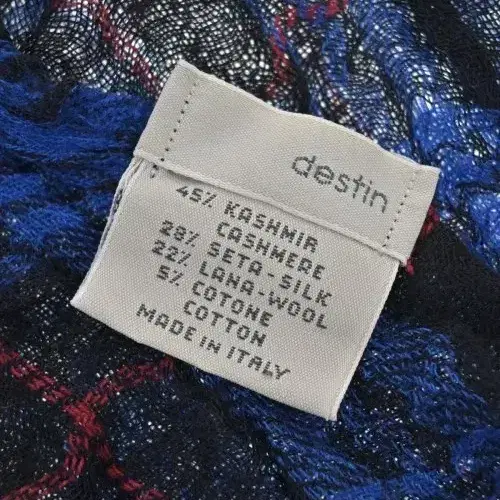 destin
45% KASHMIR
CASHMERE
28% SETA-SILK
22% LANA-WOOL
5% COTONE
COTTON
MADE IN ITALY